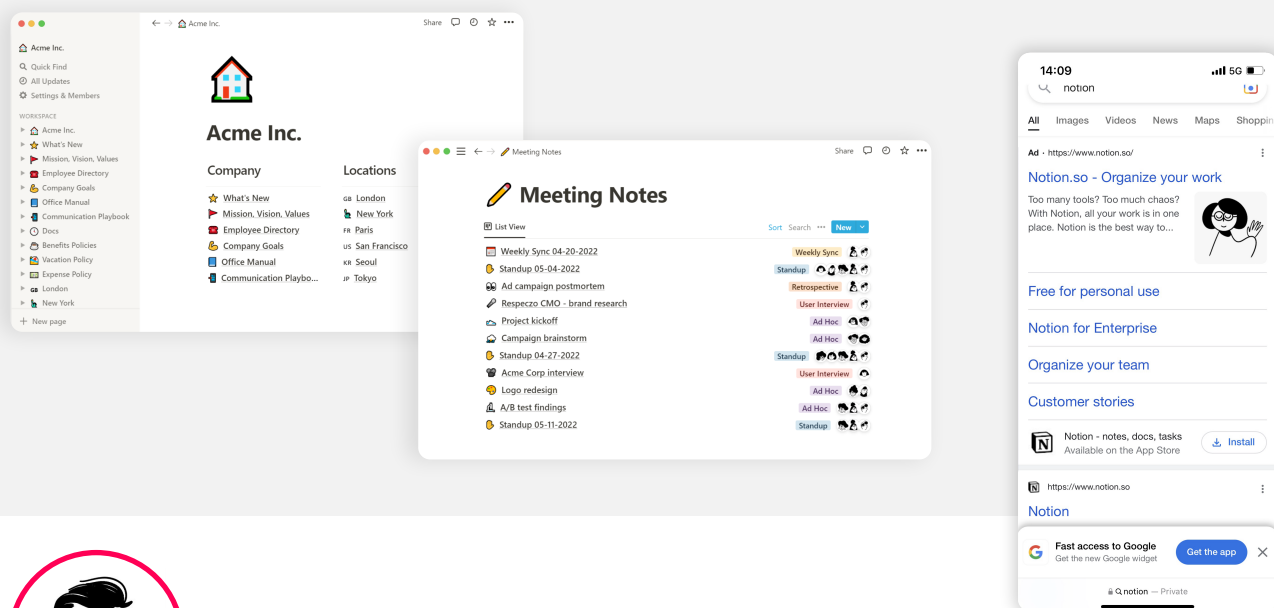 Acme Inc.
Share
Acme Inc.
Quick Find
All Updates
Settings & Members
WORKSPACE
Acme Inc.
What's New
Mission, Vision, Values
Employee Directory
Company Goals
Office Manual
Communication Playbook
Docs
Benefits Policies
Vacation Policy
Expense Policy
GB London
New York
+ New page
Acme Inc.
Company
What's New
Mission, Vision, Values
Employee Directory
Company Goals
Office Manual
Communication Playbo...
Locations
GB London
New York
FR Paris
US San Francisco
KR Seoul
JP Tokyo
Meeting Notes
Share
Meeting Notes
List View
Sort Search New
Weekly Sync 04-20-2022 Weekly Sync
Standup 05-04-2022 Standup
Ad campaign postmortem Retrospective
Respeczo CMO - brand research User Interview
Project kickoff Ad Hoc
Campaign brainstorm Ad Hoc
Standup 04-27-2022 Standup
Acme Corp interview User Interview
Logo redesign Ad Hoc
A/B test findings Ad Hoc
Standup 05-11-2022 Standup
14:09 5G
notion
All Images Videos News Maps Shoppin
Ad · https://www.notion.so/
Notion.so - Organize your work
Too many tools? Too much chaos?
With Notion, all your work is in one
place. Notion is the best way to...
Free for personal use
Notion for Enterprise
Organize your team
Customer stories
N
Notion - notes, docs, tasks
Available on the App Store
Install
N https://www.notion.so
Notion
G
Fast access to Google
Get the new Google widget
Get the app
notion — Private